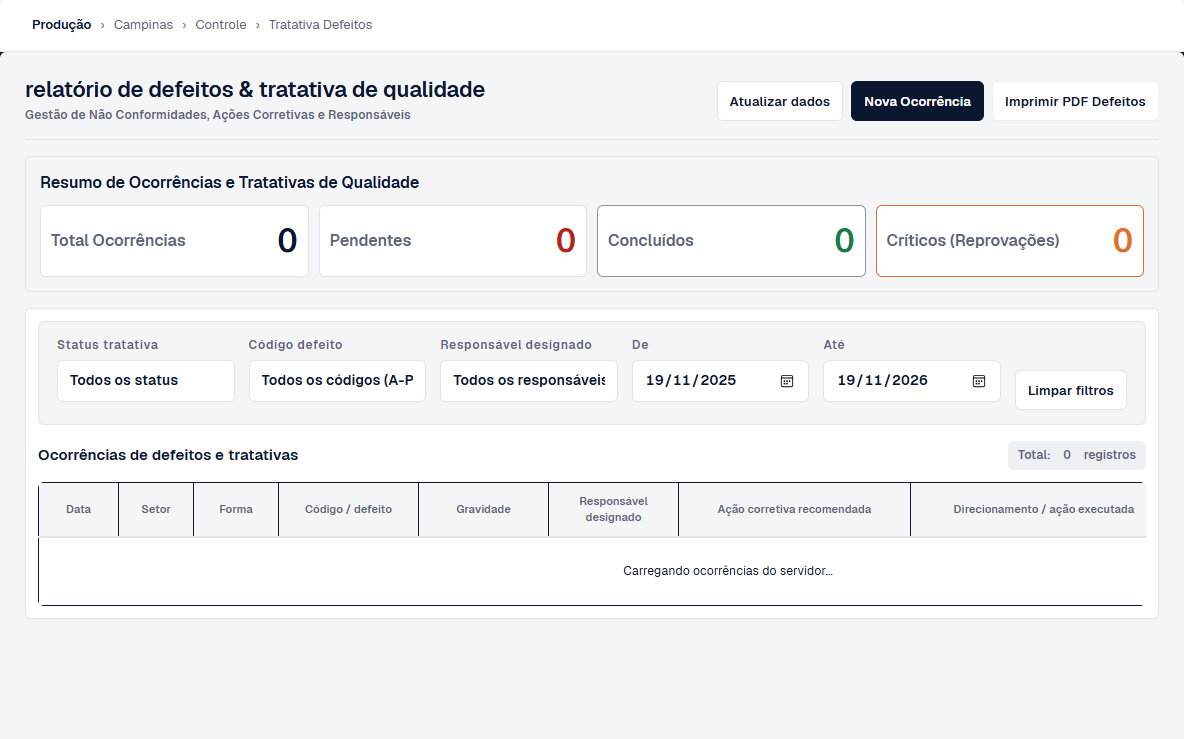 Produção › Campinas › Controle › Tratativa Defeitos
relatório de defeitos & tratativa de qualidade
Gestão de Não Conformidades, Ações Corretivas e Responsáveis
Atualizar dados
Nova Ocorrência
Imprimir PDF Defeitos
Resumo de Ocorrências e Tratativas de Qualidade
Total Ocorrências 0
Pendentes 0
Concluídos 0
Críticos (Reprovações) 0
Status tratativa
Todos os status
Código defeito
Todos os códigos (A-P
Responsável designado
Todos os responsáveis
De
19/11/2025
Até
19/11/2026
Limpar filtros
Ocorrências de defeitos e tratativas
Total: 0 registros
Data
Setor
Forma
Código / defeito
Gravidade
Responsável
designado
Ação corretiva recomendada
Direcionamento / ação executada
Carregando ocorrências do servidor...